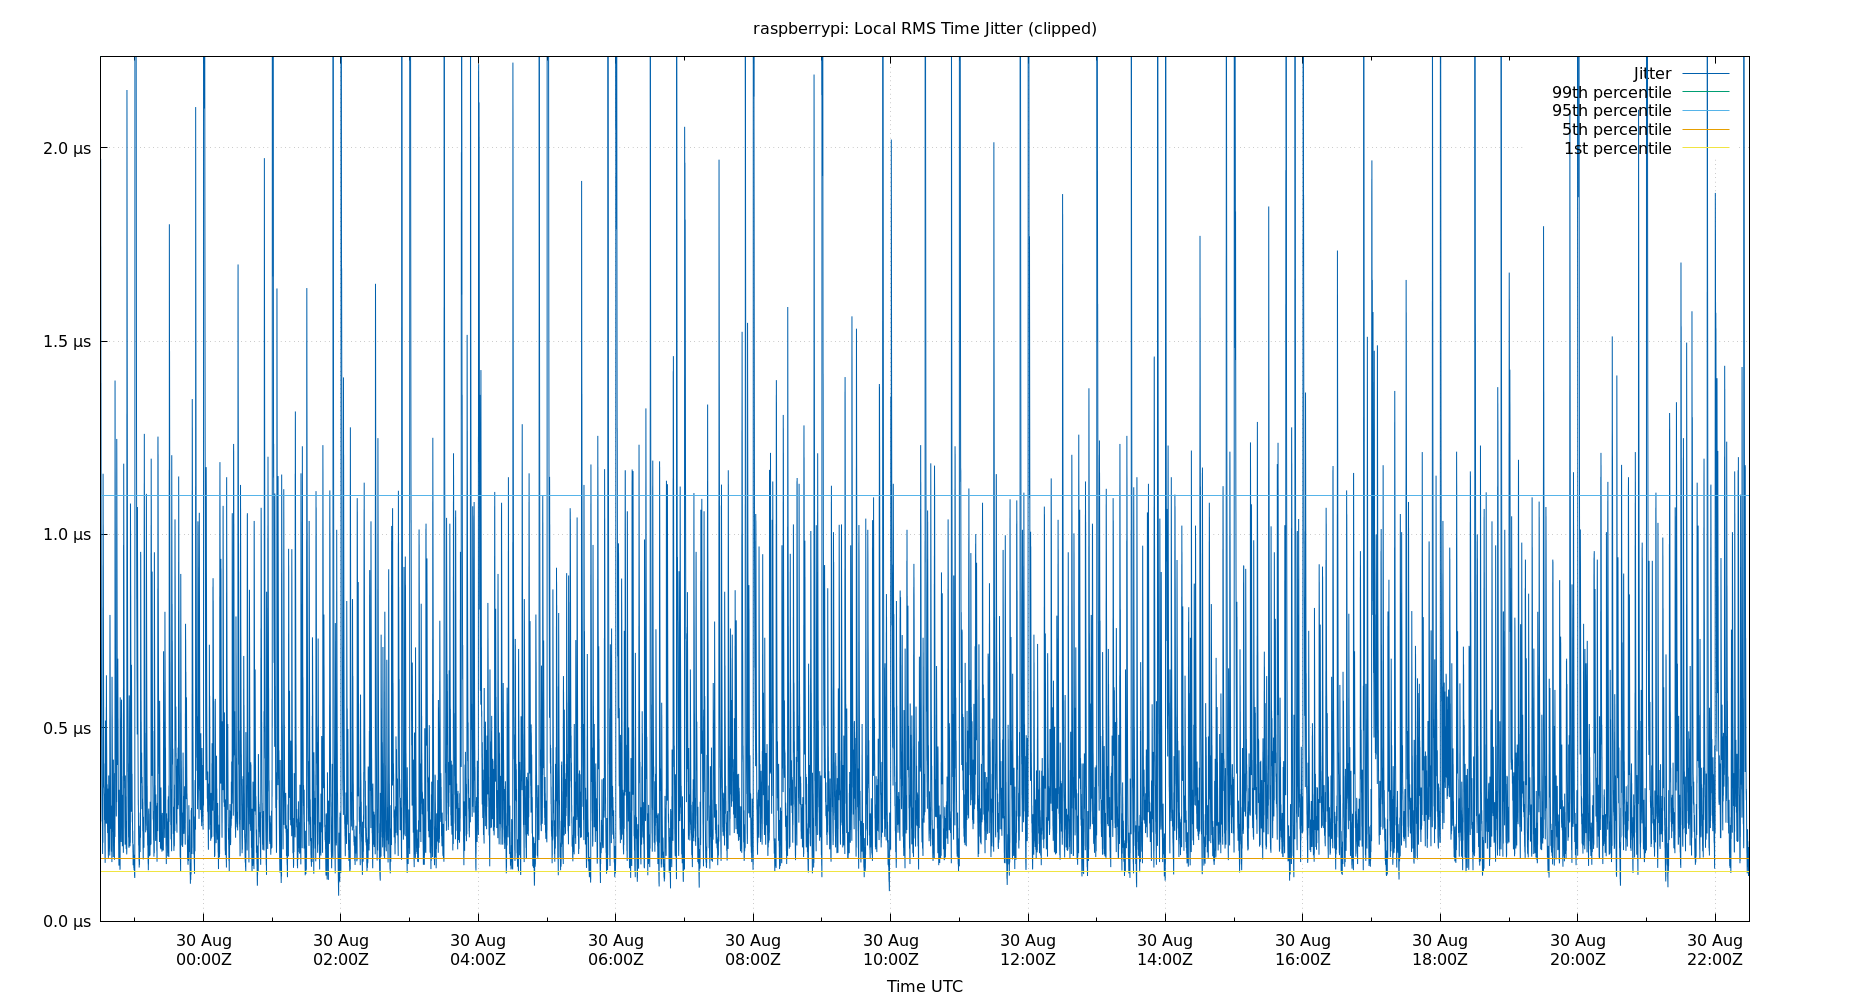 raspberrypi: Local RMS Time Jitter (clipped)
Jitter
99th percentile
95th percentile
5th percentile
1st percentile
2.0 µs
1.5 µs
1.0 µs
0.5 µs
0.0 µs
30 Aug 30 Aug 30 Aug 30 Aug 30 Aug 30 Aug 30 Aug 30 Aug 30 Aug 30 Aug 30 Aug 30 Aug
00:00Z 02:00Z 04:00Z 06:00Z 08:00Z 10:00Z 12:00Z 14:00Z 16:00Z 18:00Z 20:00Z 22:00Z
Time UTC